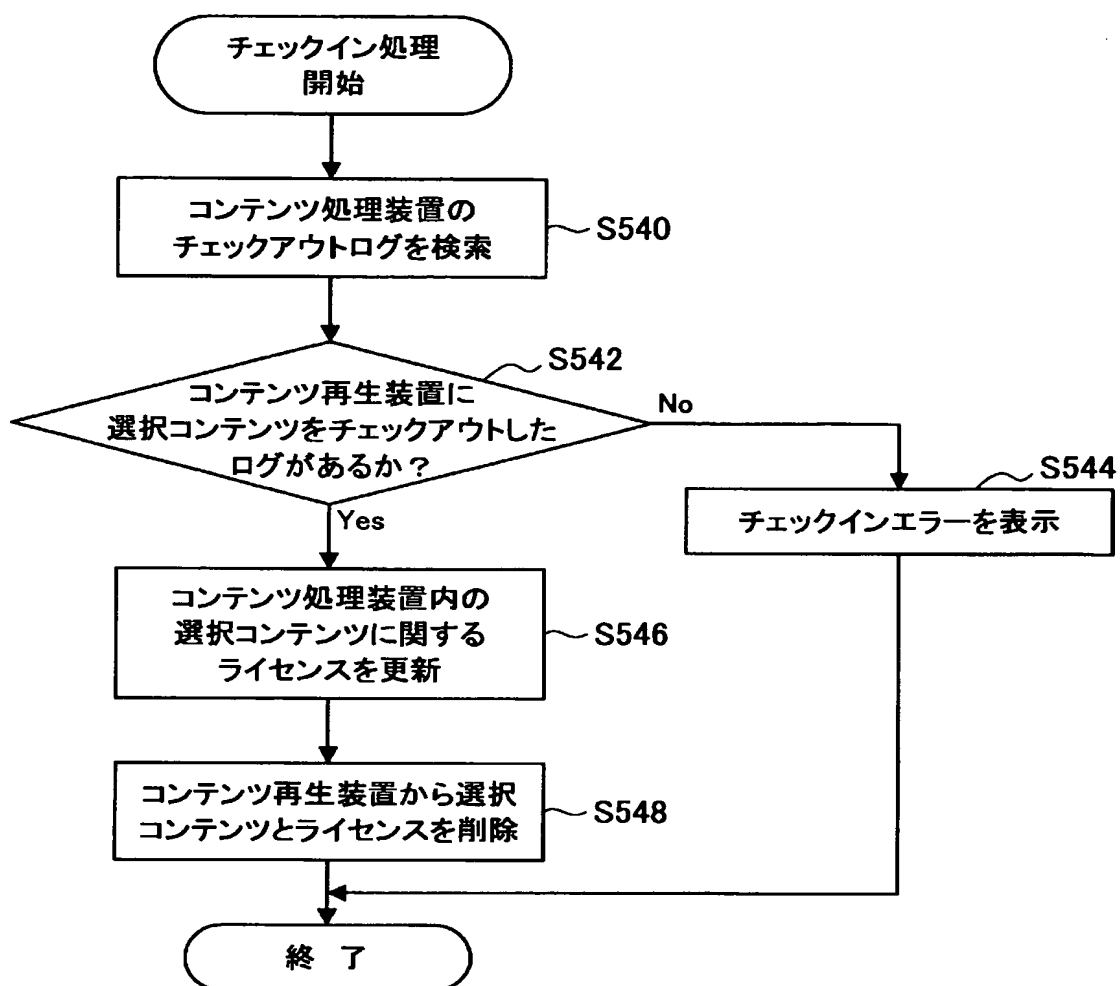 チェックイン処理
開始
コンテンツ処理装置の
チェックアウトログを検索
S540
S542
コンテンツ再生装置に
選択コンテンツをチェックアウトした
ログがあるか？
No
Yes
S544
チェックインエラーを表示
コンテンツ処理装置内の
選択コンテンツに関する
ライセンスを更新
S546
コンテンツ再生装置から選択
コンテンツとライセンスを削除
S548
終 了